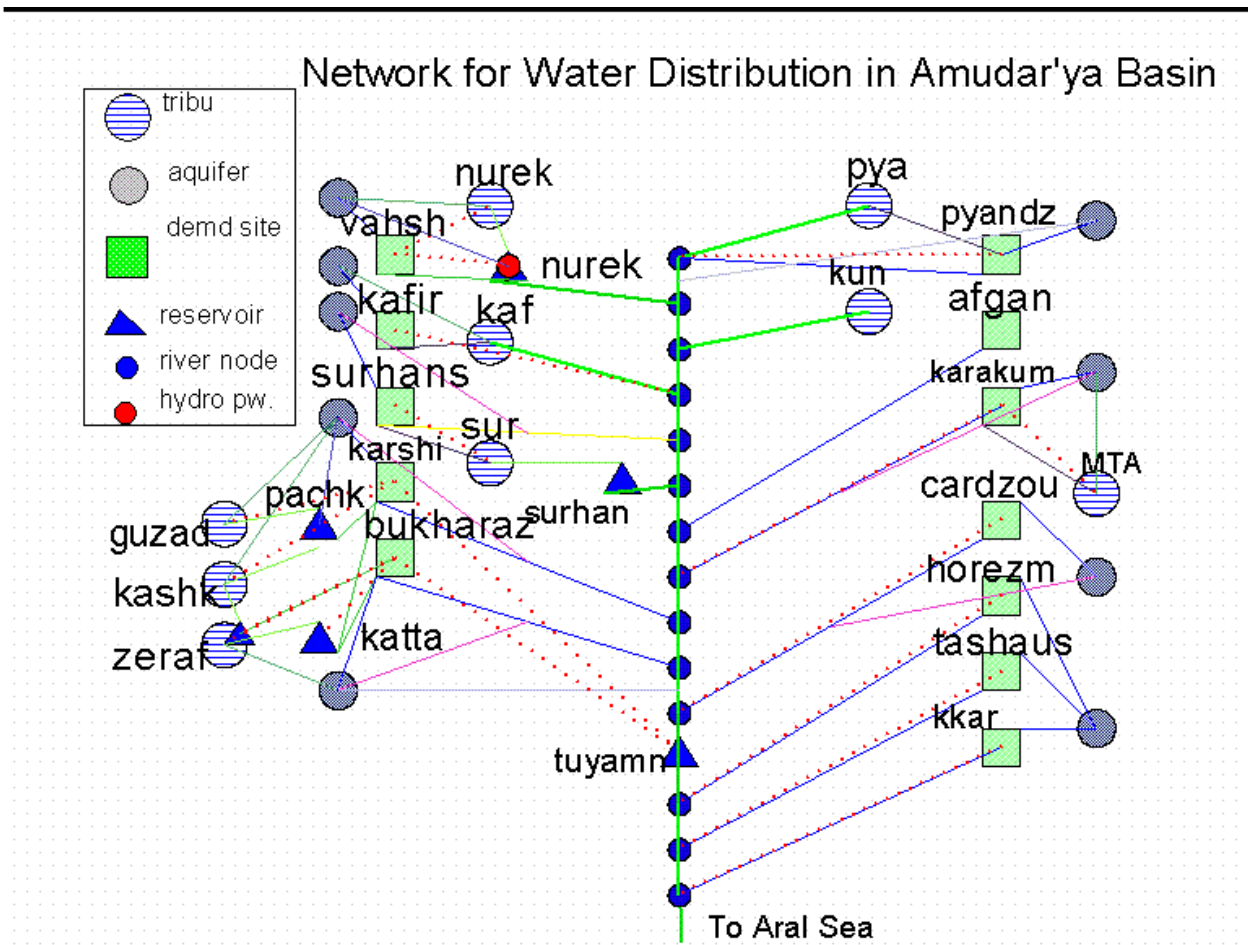 Network for Water Distribution in Amudar'ya Basin
tribu
aquifer
demd site
reservoir
river node
hydro pw.
nurek
vahsh
nurek
kafir
kaf
surhans
sur
karshi
surhan
pachk
bukharaz
guzad
kashk
zeraf
katta
tuyamn
pya
pyandz
kun
afgan
karakum
MTA
cardzou
horezm
tashaus
kkar
To Aral Sea